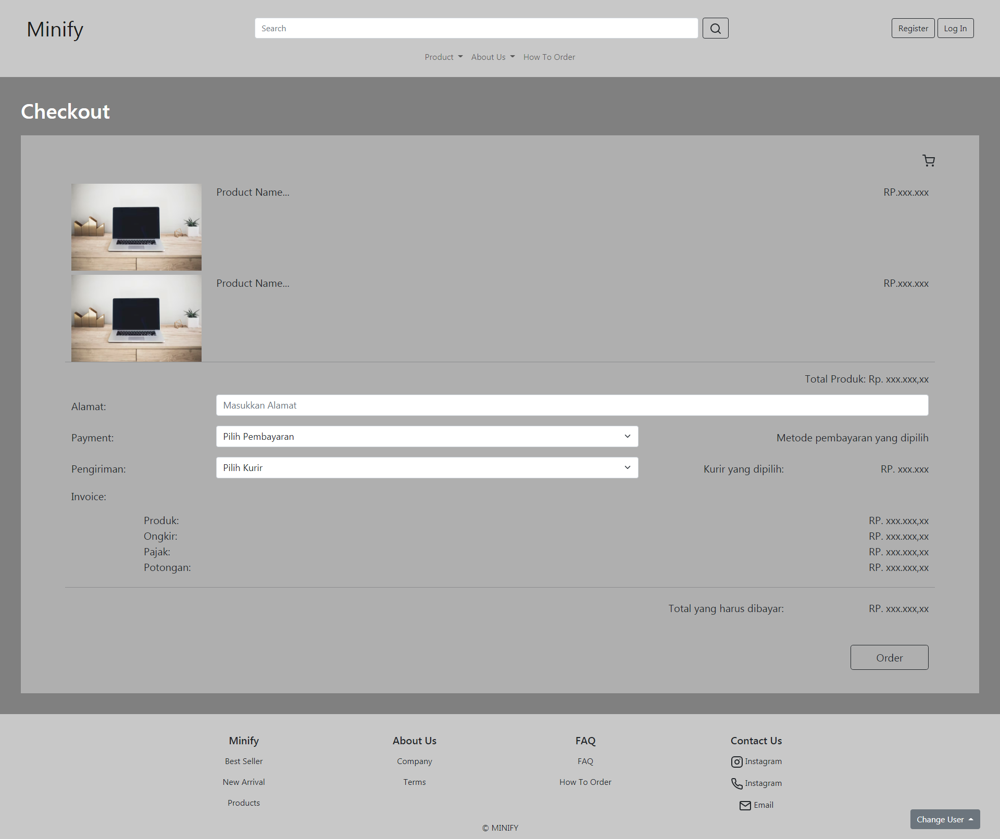 Minify
Search
Register
Log In
Product
About Us
How To Order
Checkout
Product Name...
RP.xxx.xxx
Product Name...
RP.xxx.xxx
Total Produk: Rp. xxx.xxx,xx
Alamat:
Masukkan Alamat
Payment:
Pilih Pembayaran
Metode pembayaran yang dipilih
Pengiriman:
Pilih Kurir
Kurir yang dipilih:
RP. xxx.xxx
Invoice:
Produk:
RP. xxx.xxx,xx
Ongkir:
RP. xxx.xxx,xx
Pajak:
RP. xxx.xxx,xx
Potongan:
RP. xxx.xxx,xx
Total yang harus dibayar:
RP. xxx.xxx,xx
Order
Minify
Best Seller
New Arrival
Products
About Us
Company
Terms
FAQ
FAQ
How To Order
Contact Us
Instagram
Instagram
Email
Change User
© MINIFY